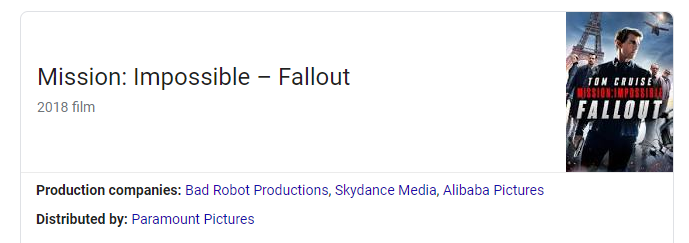 Mission: Impossible – Fallout
2018 film
TOM CRUISE
MISSION:IMPOSSIBLE
FALLOUT
Production companies: Bad Robot Productions, Skydance Media, Alibaba Pictures
Distributed by: Paramount Pictures